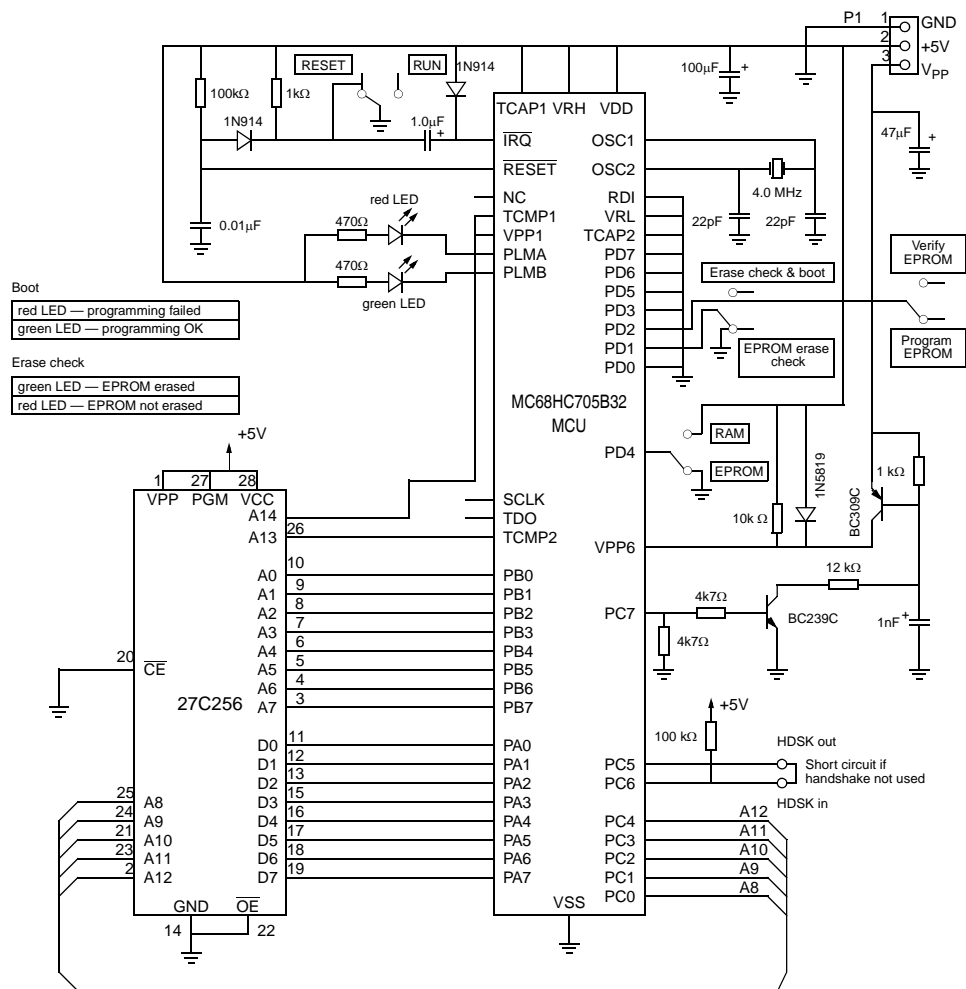 P1
1
GND
2
+5V
3
VPP
RESET
RUN
1N914
100μF
+
100kΩ
1kΩ
1N914
1.0μF
+
47μF
+
TCAP1 VRH VDD
IRQ
OSC1
RESET
OSC2
4.0 MHz
22pF
22pF
0.01μF
red LED
470Ω
470Ω
green LED
NC
TCMP1
VPP1
PLMA
PLMB
RDI
VRL
TCAP2
PD7
PD6
PD5
PD3
PD2
PD1
PD0
Erase check & boot
EPROM erase
check
Verify
EPROM
Program
EPROM
Boot
red LED — programming failed
green LED — programming OK
Erase check
green LED — EPROM erased
red LED — EPROM not erased
MC68HC705B32
MCU
PD4
RAM
EPROM
+5V
1 27 28
VPP PGM VCC
A14
A13
26
SCLK
TDO
TCMP2
1N5819
10k Ω
BC309C
1 kΩ
VPP6
12 kΩ
PC7
4k7Ω
4k7Ω
BC239C
1nF
+
A0 10 PB0
A1 9 PB1
A2 8 PB2
A3 7 PB3
A4 6 PB4
A5 5 PB5
A6 4 PB6
A7 3 PB7
20
CE
27C256
D0 11 PA0
D1 12 PA1
D2 13 PA2
D3 15 PA3
D4 16 PA4
D5 17 PA5
D6 18 PA6
D7 19 PA7
+5V
100 kΩ
HDSK out
PC5
PC6
Short circuit if
handshake not used
HDSK in
25 A8
24 A9
21 A10
23 A11
2 A12
PC4 A12
PC3 A11
PC2 A10
PC1 A9
PC0 A8
GND OE
14 22
VSS